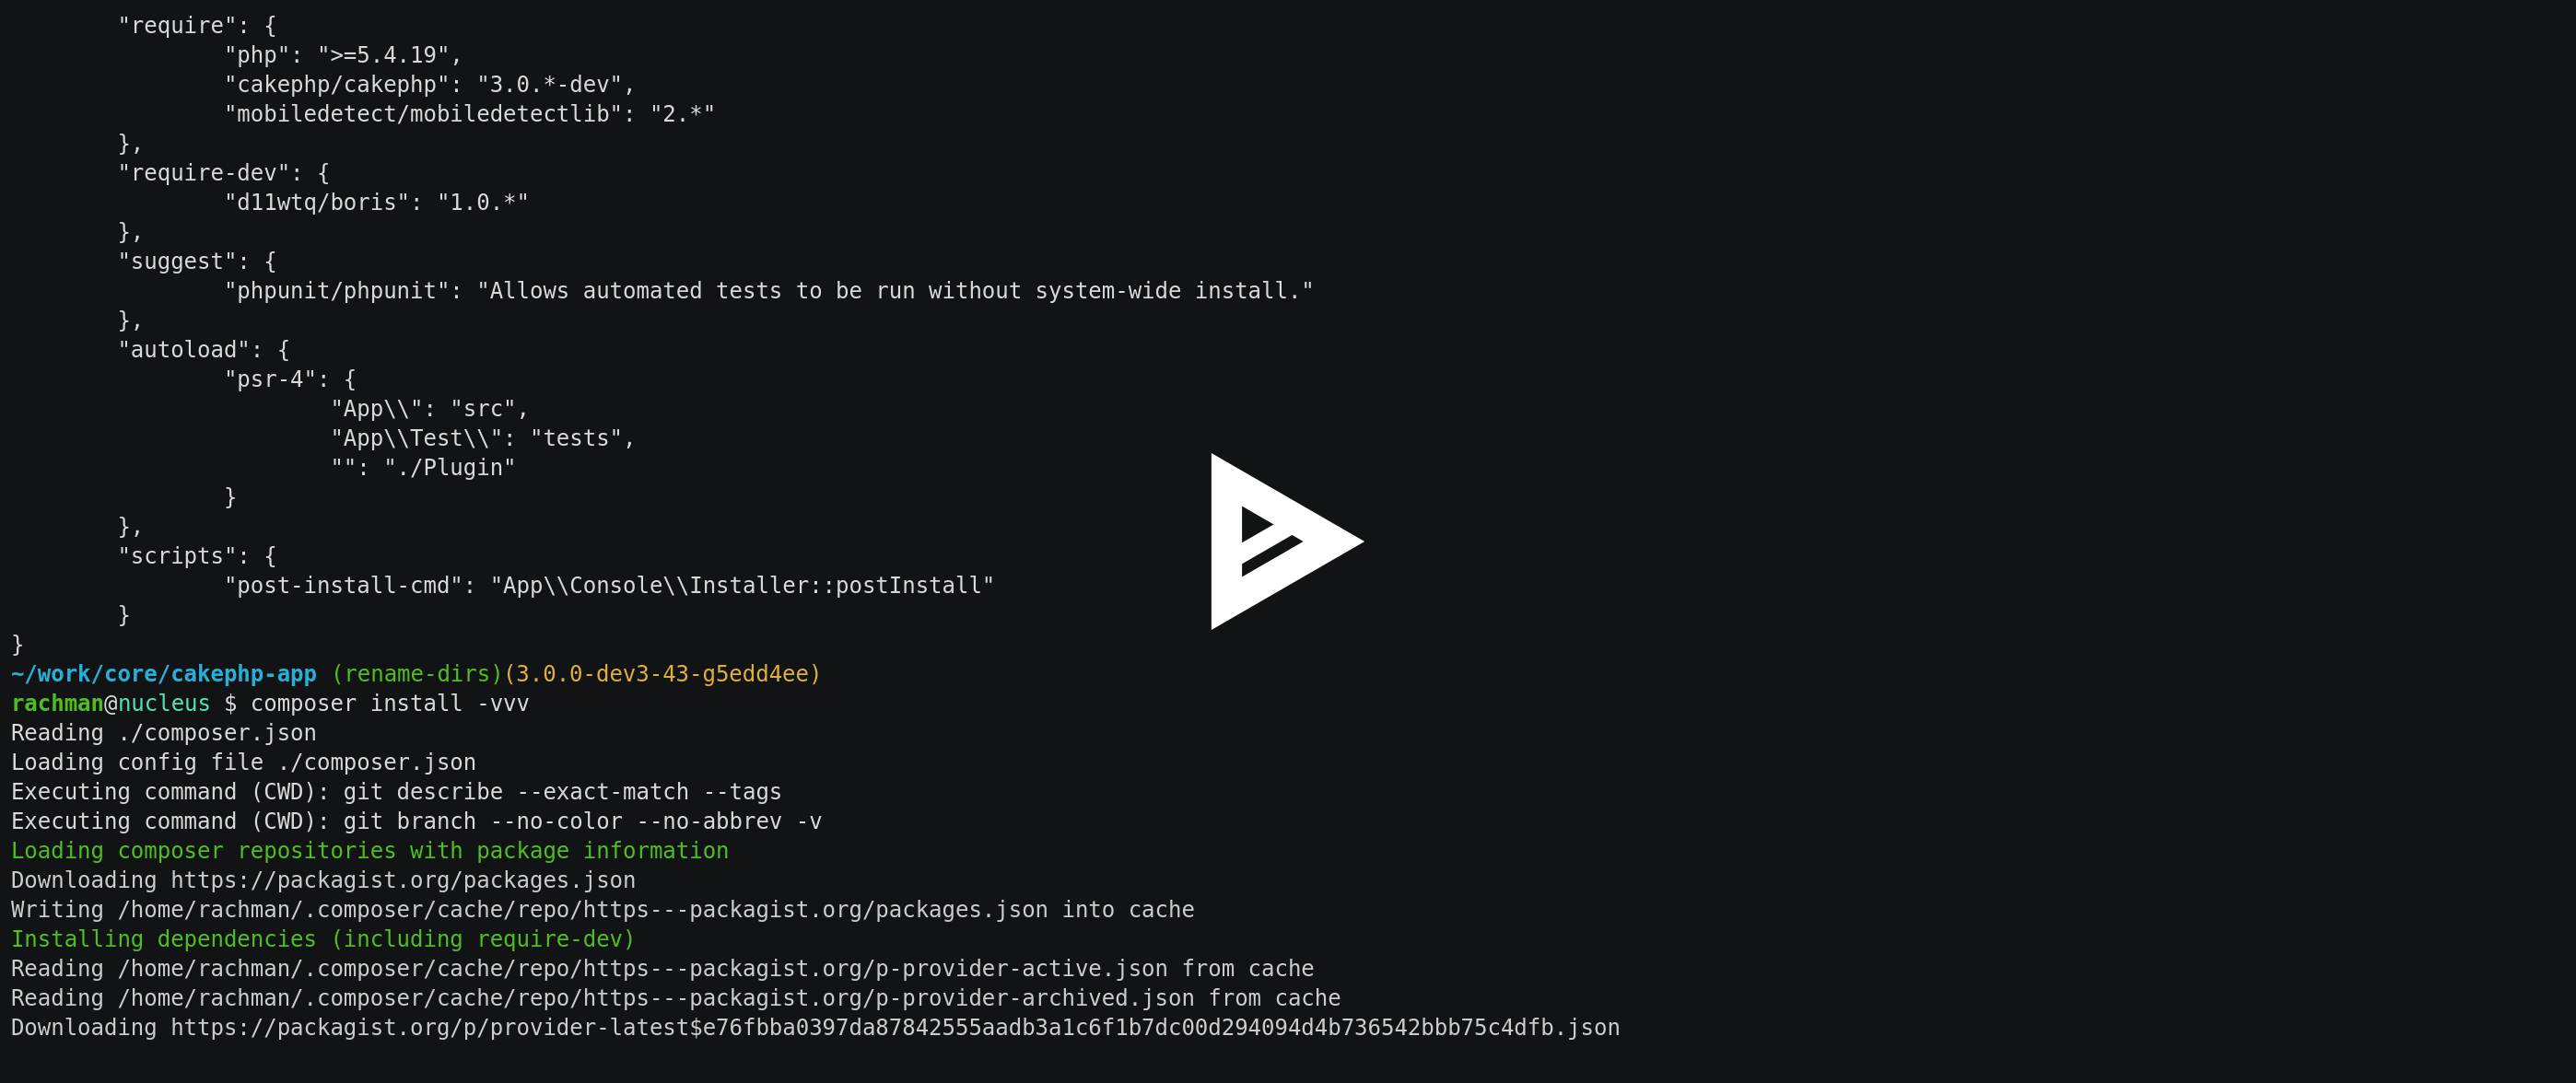 "require": {
"php": ">=5.4.19",
"cakephp/cakephp": "3.0.*-dev",
"mobiledetect/mobiledetectlib": "2.*"
},
"require-dev": {
"d11wtq/boris": "1.0.*"
},
"suggest": {
"phpunit/phpunit": "Allows automated tests to be run without system-wide install."
},
"autoload": {
"psr-4": {
"App\\": "src",
"App\\Test\\": "tests",
"": "./Plugin"
}
},
"scripts": {
"post-install-cmd": "App\\Console\\Installer::postInstall"
}
}
~/work/core/cakephp-app (rename-dirs)(3.0.0-dev3-43-g5edd4ee)
rachman@nucleus $ composer install -vvv
Reading ./composer.json
Loading config file ./composer.json
Executing command (CWD): git describe --exact-match --tags
Executing command (CWD): git branch --no-color --no-abbrev -v
Loading composer repositories with package information
Downloading https://packagist.org/packages.json
Writing /home/rachman/.composer/cache/repo/https---packagist.org/packages.json into cache
Installing dependencies (including require-dev)
Reading /home/rachman/.composer/cache/repo/https---packagist.org/p-provider-active.json from cache
Reading /home/rachman/.composer/cache/repo/https---packagist.org/p-provider-archived.json from cache
Downloading https://packagist.org/p/provider-latest$e76fbba0397da87842555aadb3a1c6f1b7dc00d294094d4b736542bbb75c4dfb.json